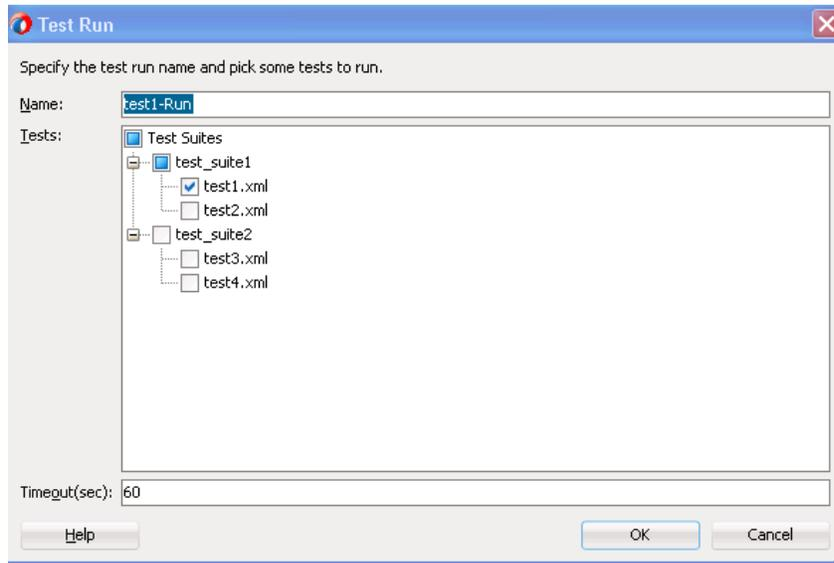 Test Run
Specify the test run name and pick some tests to run.
Name: test1-Run
Tests: Test Suites
test_suite1
test1.xml
test2.xml
test_suite2
test3.xml
test4.xml
Timeout(sec): 60
Help OK Cancel